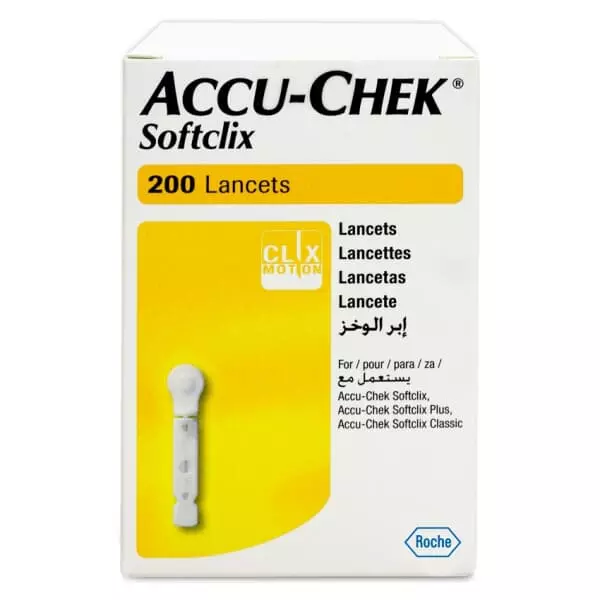 ACCU-CHEK®
Softclix
200 Lancets
CLIX
MOTION
Lancets
Lancettes
Lancetas
Lancete
إبر الوخز
For / pour / para / za /
يستعمل مع
Accu-Chek Softclix,
Accu-Chek Softclix Plus,
Accu-Chek Softclix Classic
Roche